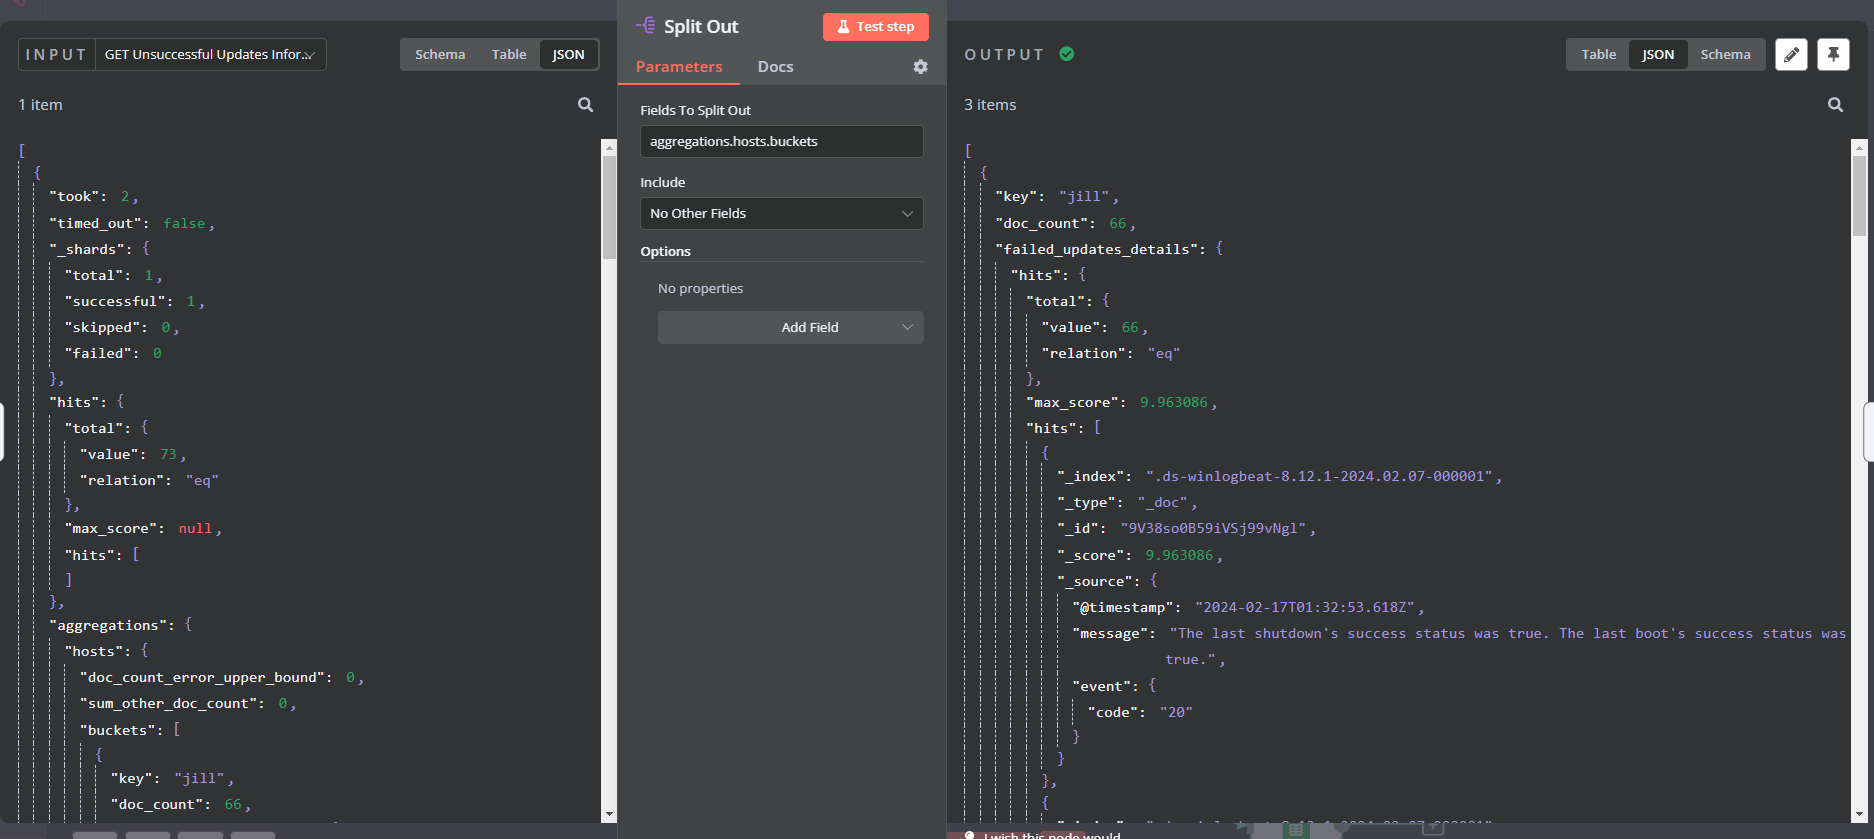 INPUT GET Unsuccessful Updates Infor...
Schema Table JSON
1 item
[
{
"took": 2,
"timed_out": false,
"_shards": {
"total": 1,
"successful": 1,
"skipped": 0,
"failed": 0
},
"hits": {
"total": {
"value": 73,
"relation": "eq"
},
"max_score": null,
"hits": [
]
},
"aggregations": {
"hosts": {
"doc_count_error_upper_bound": 0,
"sum_other_doc_count": 0,
"buckets": [
{
"key": "jill",
"doc_count": 66,
Split Out
Test step
Parameters Docs
Fields To Split Out
aggregations.hosts.buckets
Include
No Other Fields
Options
No properties
Add Field
OUTPUT
Table JSON Schema
3 items
[
{
"key": "jill",
"doc_count": 66,
"failed_updates_details": {
"hits": {
"total": {
"value": 66,
"relation": "eq"
},
"max_score": 9.963086,
"hits": [
{
"_index": ".ds-winlogbeat-8.12.1-2024.02.07-000001",
"_type": "_doc",
"_id": "9V38so0B59iVSj99vNgl",
"_score": 9.963086,
"_source": {
"@timestamp": "2024-02-17T01:32:53.618Z",
"message": "The last shutdown's success status was true. The last boot's success status was
true.",
"event": {
"code": "20"
}
}
},
{
I wish this node would